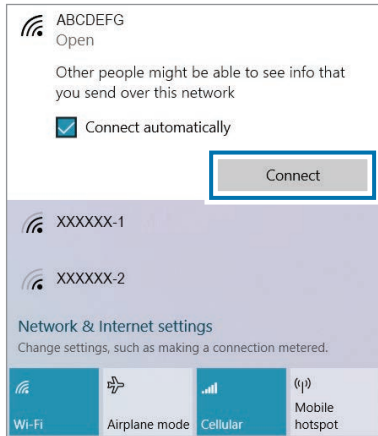 ABCDEFG
Open
Other people might be able to see info that
you send over this network
Connect automatically
Connect
XXXXXX-1
XXXXXX-2
Network & Internet settings
Change settings, such as making a connection metered.
Wi-Fi
Airplane mode
Cellular
Mobile
hotspot